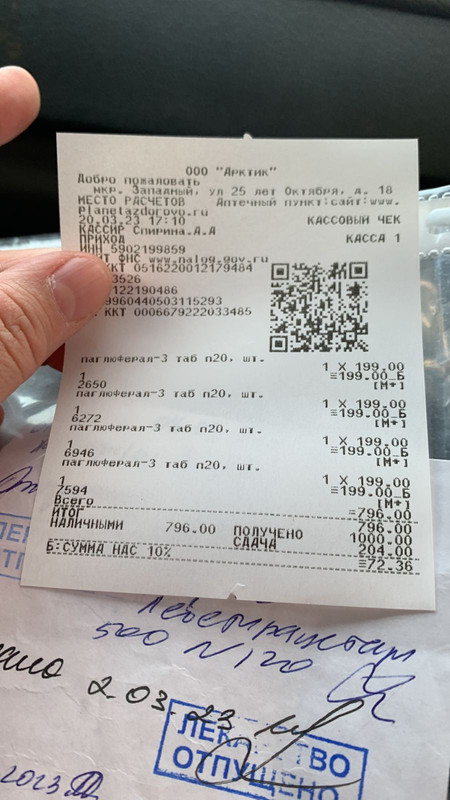 ООО "Арктик"
Добро пожаловать
мкр. Западный, ул 25 лет Октября, д. 18
МЕСТО РАСЧЕТОВ Аптечный пункт;сайт:www.
planetazdorovo.ru
20.03.23 17:10 КАССОВЫЙ ЧЕК
КАССИР Спирина.А.А
ПРИХОД КАССА 1
ИНН 5902199859
ФНС www.nalog.gov.ru
ККТ 0516220012179484
3526
122190486
9960440503115293
ККТ 0006679222033485
паглюферал-3 таб п20, шт.
1 X 199.00
1 ≡199.00_Б
2650 [М+]
паглюферал-3 таб п20, шт.
1 X 199.00
1 ≡199.00_Б
6272 [М+]
паглюферал-3 таб п20, шт.
1 X 199.00
1 ≡199.00_Б
6946 [М+]
паглюферал-3 таб п20, шт.
1 X 199.00
1 ≡199.00_Б
7594 [М+]
Всего 796.00
ИТОГ ≡796.00
НАЛИЧНЫМИ 796.00 ПОЛУЧЕНО 1000.00
СДАЧА 204.00
Б:СУММА НДС 10% ≡72.36
Леветирацетам
500 N 120
2 03 23
ЛЕКАРСТВО
ОТПУЩЕНО
2023